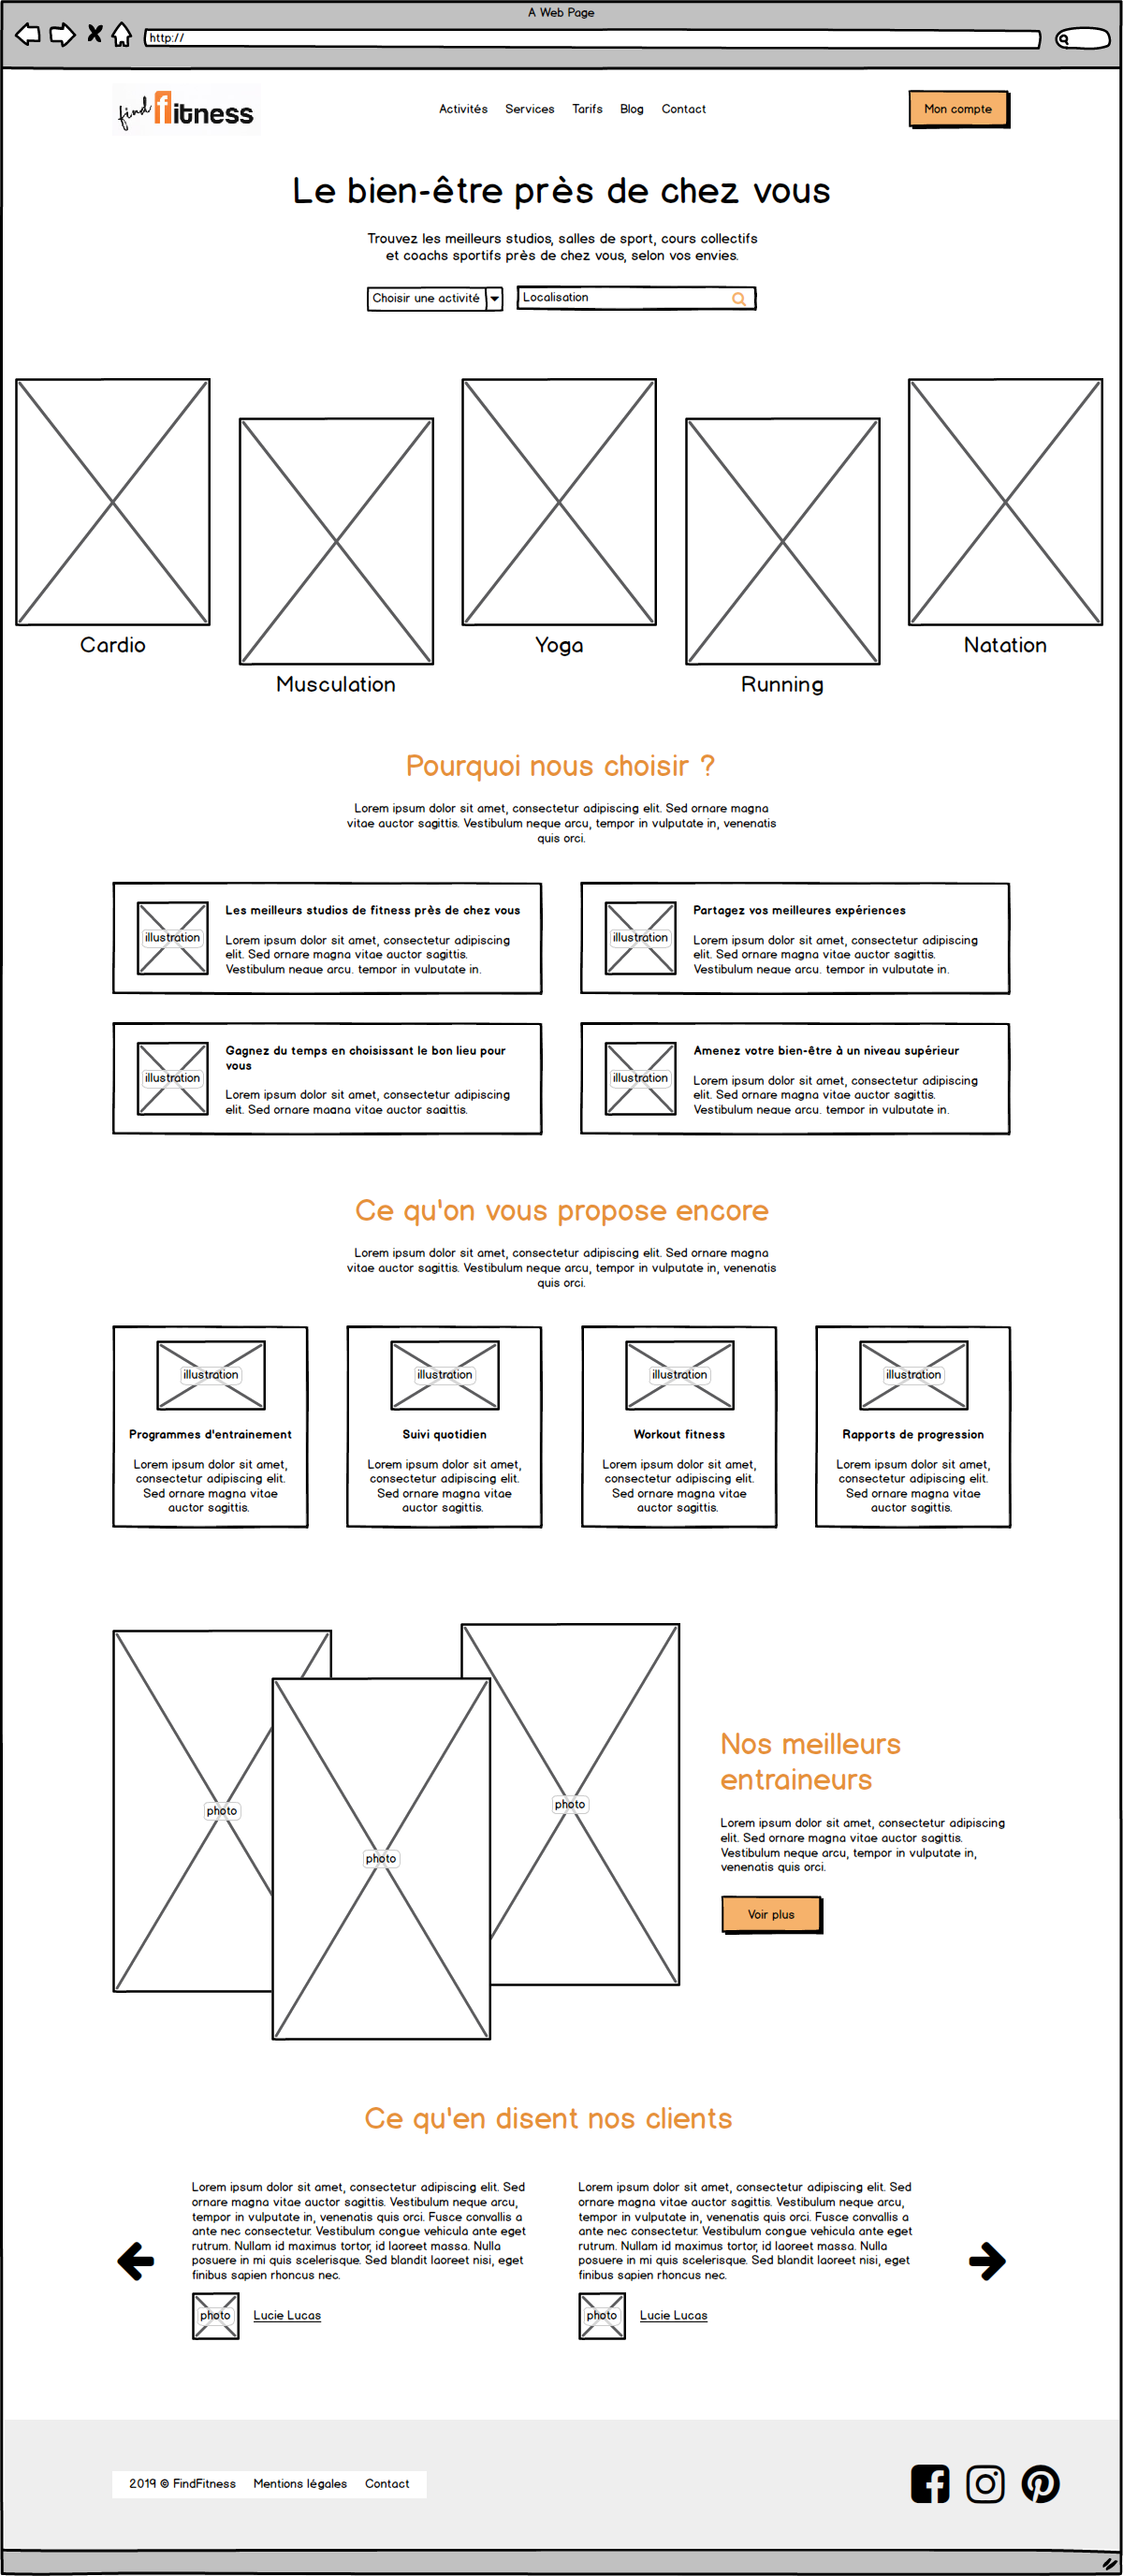 A Web Page
http://
find fitness
Activités Services Tarifs Blog Contact
Mon compte
Le bien-être près de chez vous
Trouvez les meilleurs studios, salles de sport, cours collectifs
et coachs sportifs près de chez vous, selon vos envies.
Choisir une activité
Localisation
Cardio
Musculation
Yoga
Running
Natation
Pourquoi nous choisir ?
Lorem ipsum dolor sit amet, consectetur adipiscing elit. Sed ornare magna
vitae auctor sagittis. Vestibulum neque arcu, tempor in vulputate in, venenatis
quis orci.
illustration
Les meilleurs studios de fitness près de chez vous
Lorem ipsum dolor sit amet, consectetur adipiscing
elit. Sed ornare magna vitae auctor sagittis.
Vestibulum neque arcu, tempor in vulputate in,
illustration
Partagez vos meilleures expériences
Lorem ipsum dolor sit amet, consectetur adipiscing
elit. Sed ornare magna vitae auctor sagittis.
Vestibulum neque arcu, tempor in vulputate in,
illustration
Gagnez du temps en choisissant le bon lieu pour
vous
Lorem ipsum dolor sit amet, consectetur adipiscing
elit. Sed ornare magna vitae auctor sagittis.
illustration
Amenez votre bien-être à un niveau supérieur
Lorem ipsum dolor sit amet, consectetur adipiscing
elit. Sed ornare magna vitae auctor sagittis.
Vestibulum neque arcu, tempor in vulputate in,
Ce qu'on vous propose encore
Lorem ipsum dolor sit amet, consectetur adipiscing elit. Sed ornare magna
vitae auctor sagittis. Vestibulum neque arcu, tempor in vulputate in, venenatis
quis orci.
illustration
Programmes d'entrainement
Lorem ipsum dolor sit amet,
consectetur adipiscing elit.
Sed ornare magna vitae
auctor sagittis.
illustration
Suivi quotidien
Lorem ipsum dolor sit amet,
consectetur adipiscing elit.
Sed ornare magna vitae
auctor sagittis.
illustration
Workout fitness
Lorem ipsum dolor sit amet,
consectetur adipiscing elit.
Sed ornare magna vitae
auctor sagittis.
illustration
Rapports de progression
Lorem ipsum dolor sit amet,
consectetur adipiscing elit.
Sed ornare magna vitae
auctor sagittis.
photo
photo
photo
Nos meilleurs
entraineurs
Lorem ipsum dolor sit amet, consectetur adipiscing
elit. Sed ornare magna vitae auctor sagittis.
Vestibulum neque arcu, tempor in vulputate in,
venenatis quis orci.
Voir plus
Ce qu'en disent nos clients
Lorem ipsum dolor sit amet, consectetur adipiscing elit. Sed
ornare magna vitae auctor sagittis. Vestibulum neque arcu,
tempor in vulputate in, venenatis quis orci. Fusce convallis a
ante nec consectetur. Vestibulum congue vehicula ante eget
rutrum. Nullam id maximus tortor, id laoreet massa. Nulla
posuere in mi quis scelerisque. Sed blandit laoreet nisi, eget
finibus sapien rhoncus nec.
photo
Lucie Lucas
Lorem ipsum dolor sit amet, consectetur adipiscing elit. Sed
ornare magna vitae auctor sagittis. Vestibulum neque arcu,
tempor in vulputate in, venenatis quis orci. Fusce convallis a
ante nec consectetur. Vestibulum congue vehicula ante eget
rutrum. Nullam id maximus tortor, id laoreet massa. Nulla
posuere in mi quis scelerisque. Sed blandit laoreet nisi, eget
finibus sapien rhoncus nec.
photo
Lucie Lucas
2019 © FindFitness Mentions légales Contact